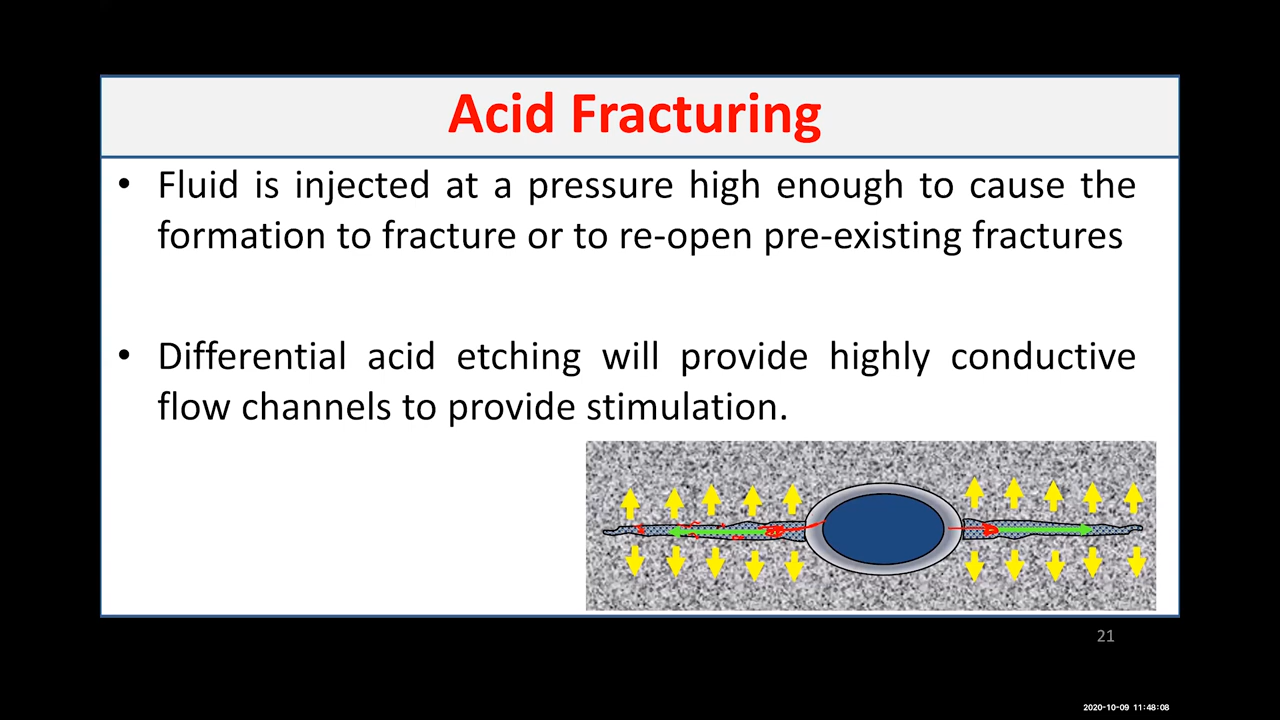 Acid Fracturing
• Fluid is injected at a pressure high enough to cause the
formation to fracture or to re-open pre-existing fractures
• Differential acid etching will provide highly conductive
flow channels to provide stimulation.
21
2020-10-09 11:48:08